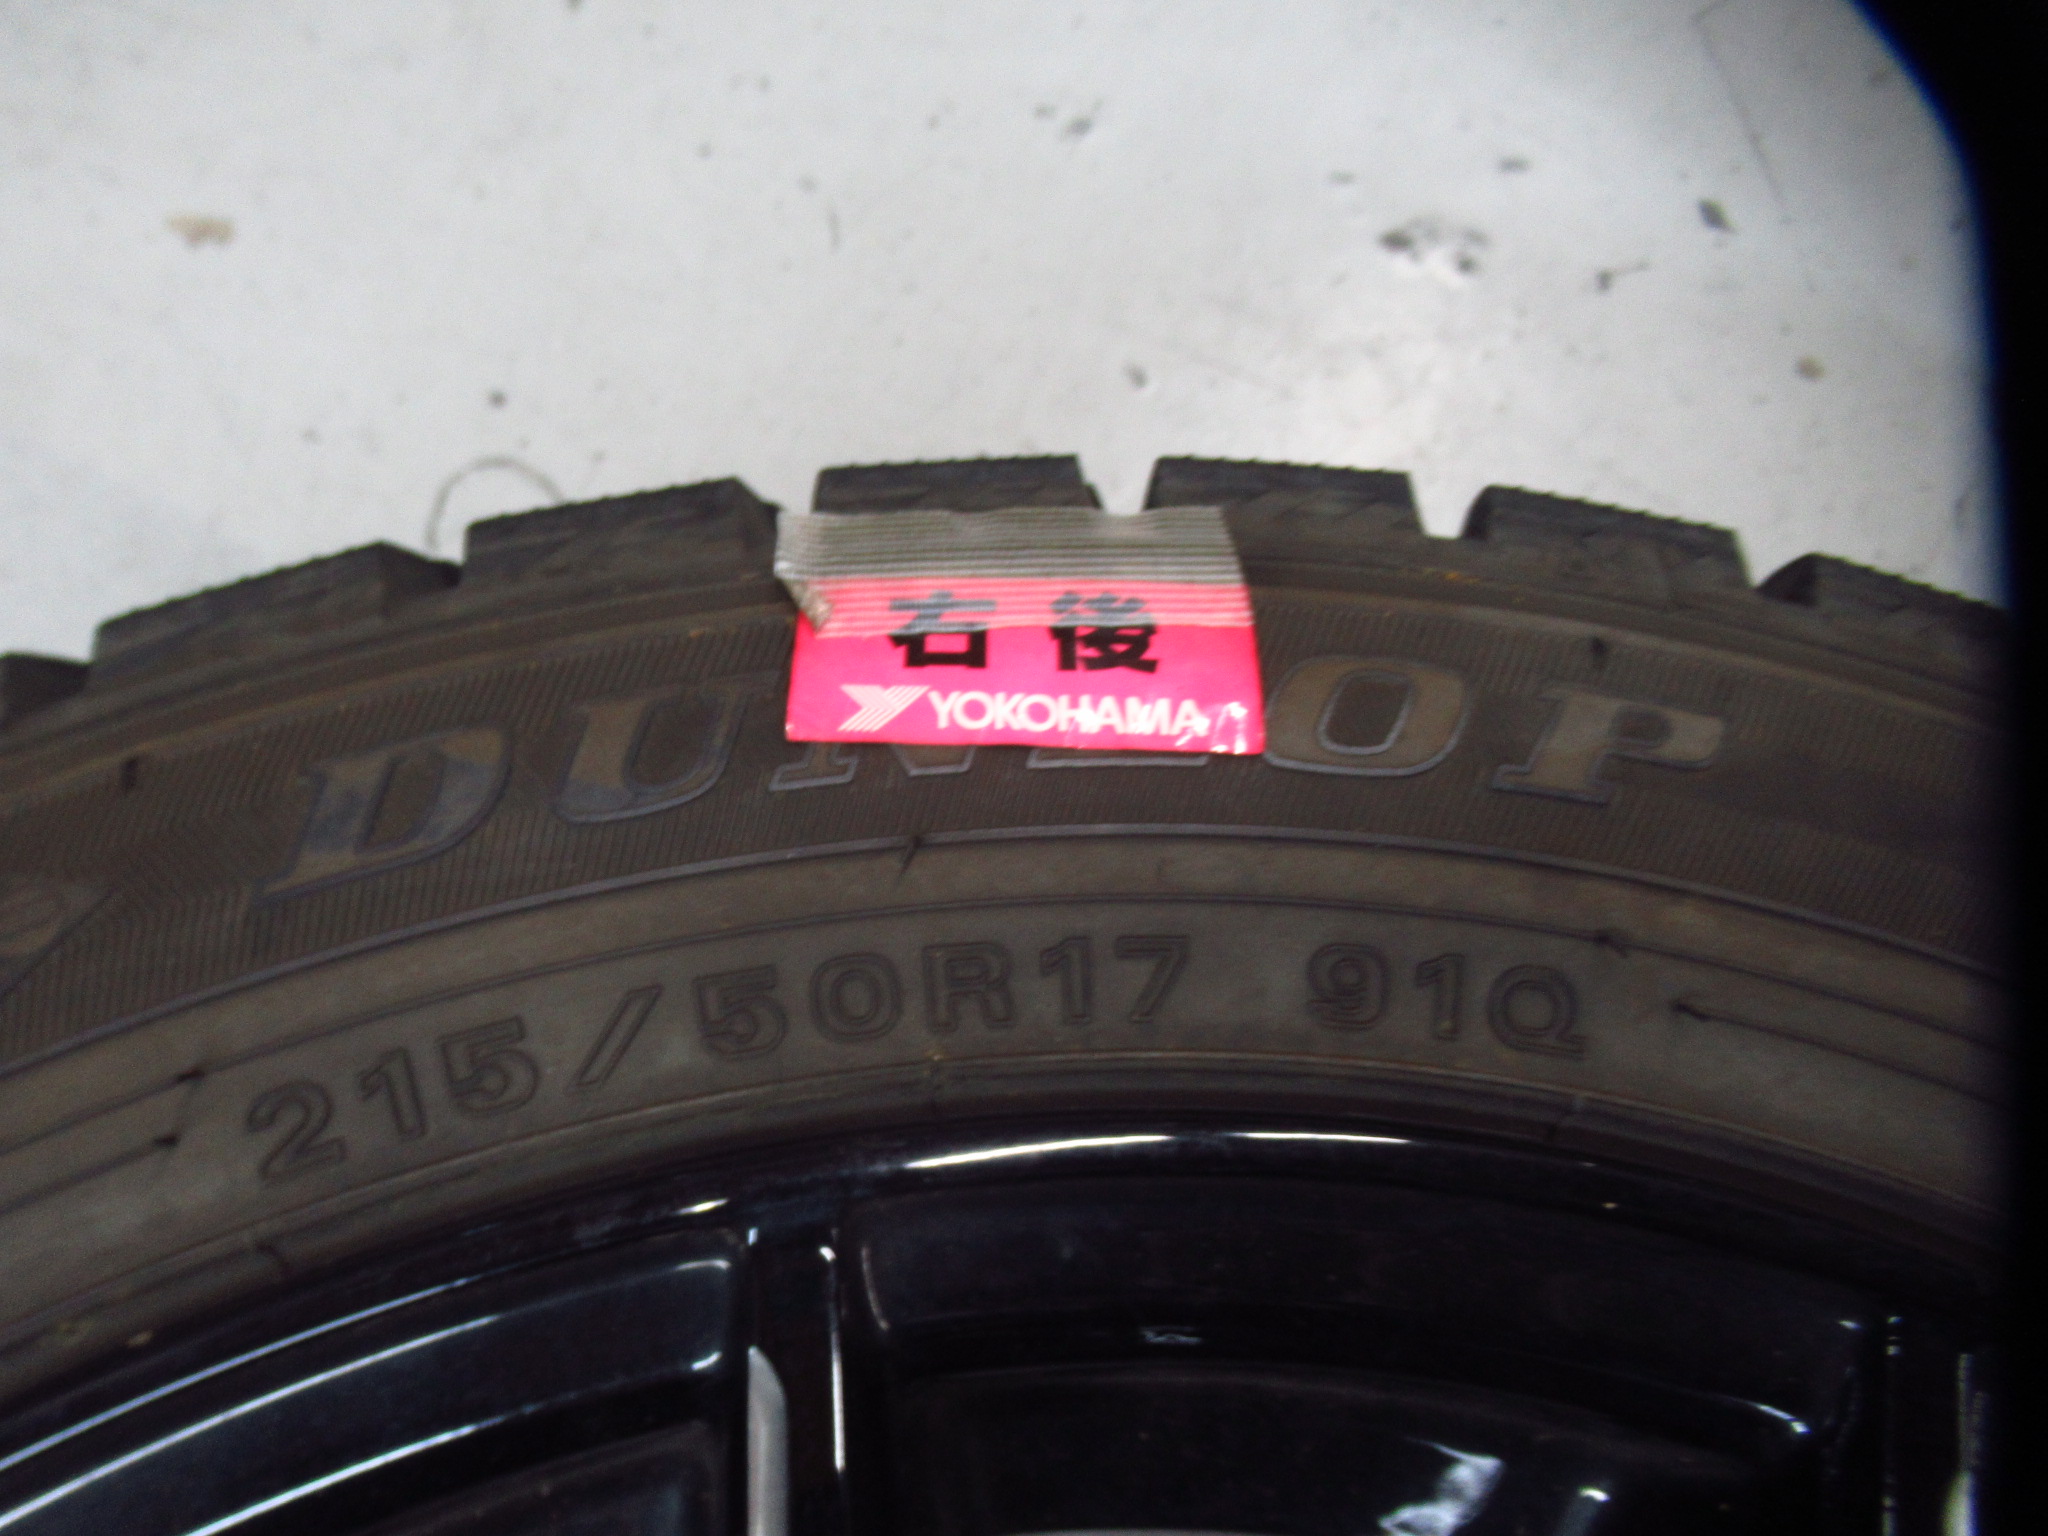 右後
YOKOHAMA
DUNLOP
215/50R17 91Q